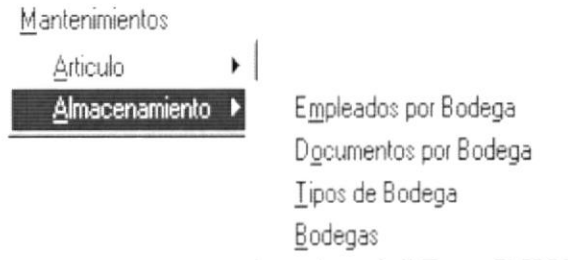 Mantenimientos
Articulo
Almacenamiento
Empleados por Bodega
Documentos por Bodega
Tipos de Bodega
Bodegas